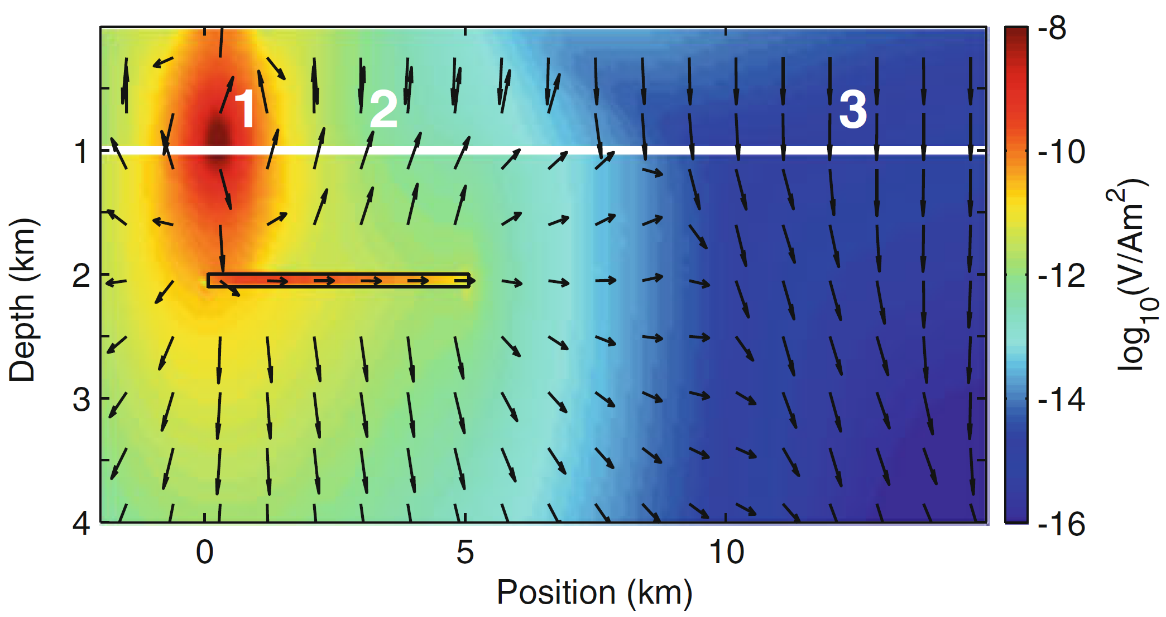 1 2 3
1
2
3
4
0 5 10
Position (km)
Depth (km)
-8
-10
-12
-14
-16
log₁₀(V/Am²)